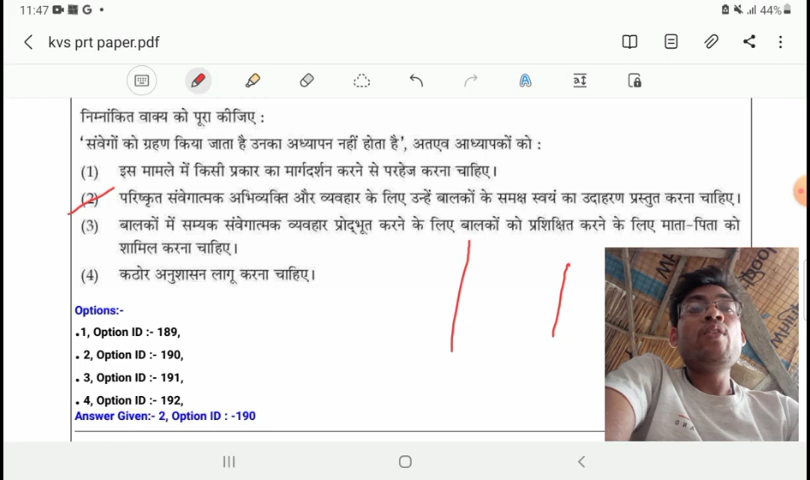 11:47 G
44%
kvs prt paper.pdf
निम्नांकित वाक्य को पूरा कीजिए :
'संवेगों को ग्रहण किया जाता है उनका अध्यापन नहीं होता है', अतएव आध्यापकों को :
(1) इस मामले में किसी प्रकार का मार्गदर्शन करने से परहेज करना चाहिए।
(2) परिष्कृत संवेगात्मक अभिव्यक्ति और व्यवहार के लिए उन्हें बालकों के समक्ष स्वयं का उदाहरण प्रस्तुत करना चाहिए।
(3) बालकों में सम्यक संवेगात्मक व्यवहार प्रोद्भूत करने के लिए बालकों को प्रशिक्षित करने के लिए माता-पिता को
शामिल करना चाहिए।
(4) कठोर अनुशासन लागू करना चाहिए।
Options:-
.1, Option ID :- 189,
. 2, Option ID :- 190,
. 3, Option ID :- 191,
. 4, Option ID :- 192,
Answer Given:- 2, Option ID : -190